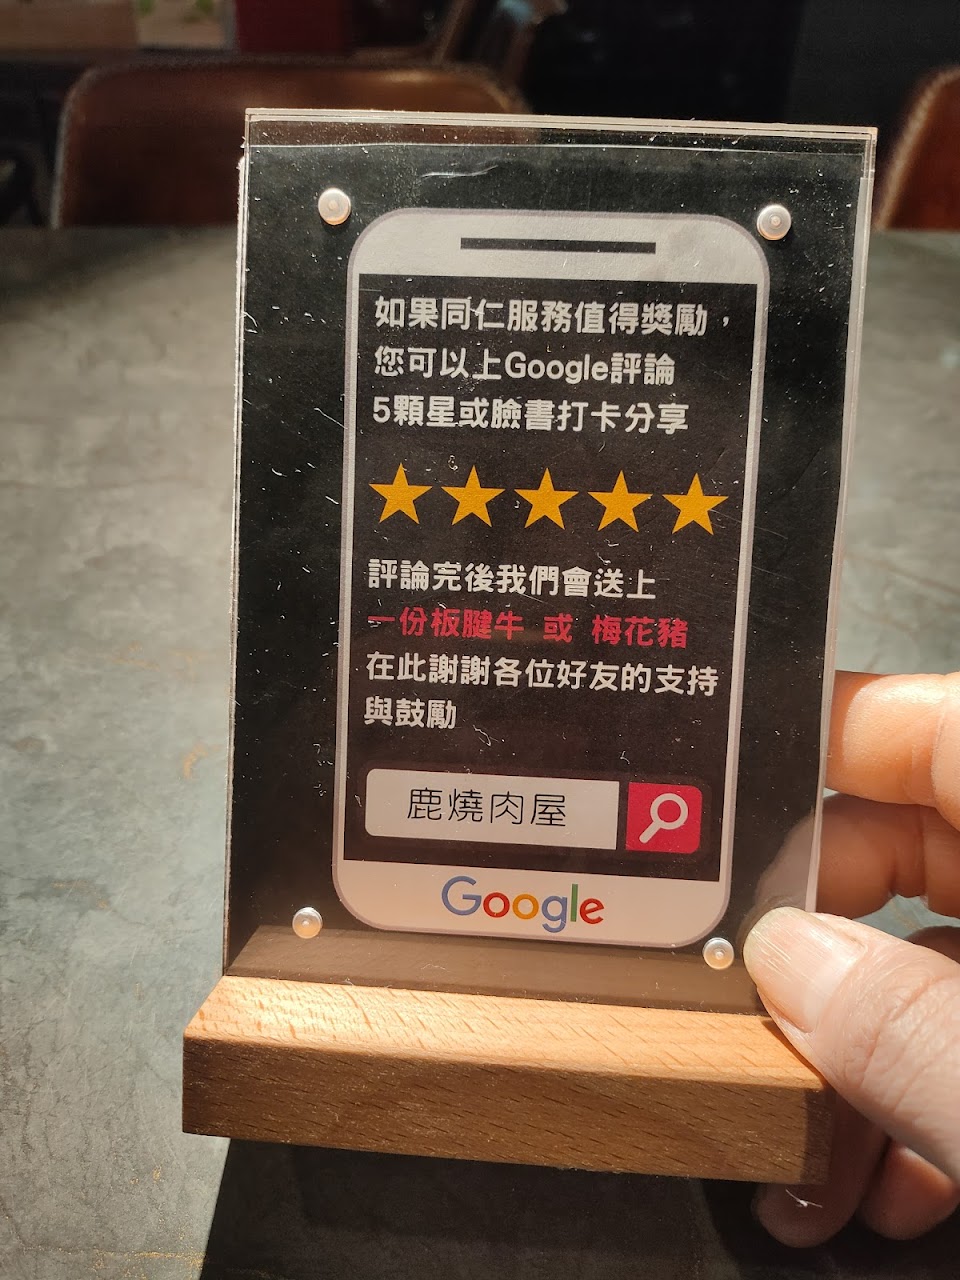 如果同仁服務值得獎勵，
您可以上Google評論
5顆星或臉書打卡分享
評論完後我們會送上
一份板腱牛 或 梅花豬
在此謝謝各位好友的支持
與鼓勵
鹿燒肉屋
Google